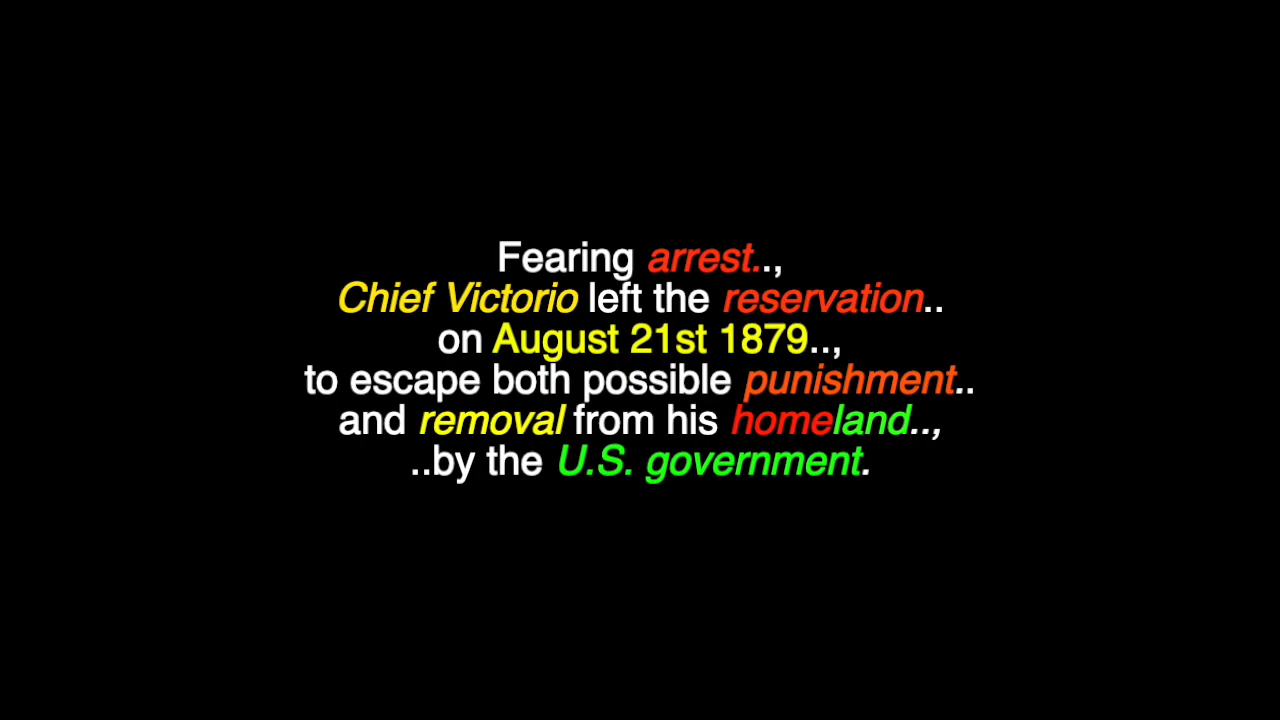 Fearing arrest..,
Chief Victorio left the reservation..
on August 21st 1879..,
to escape both possible punishment..
and removal from his homeland..,
..by the U.S. government.